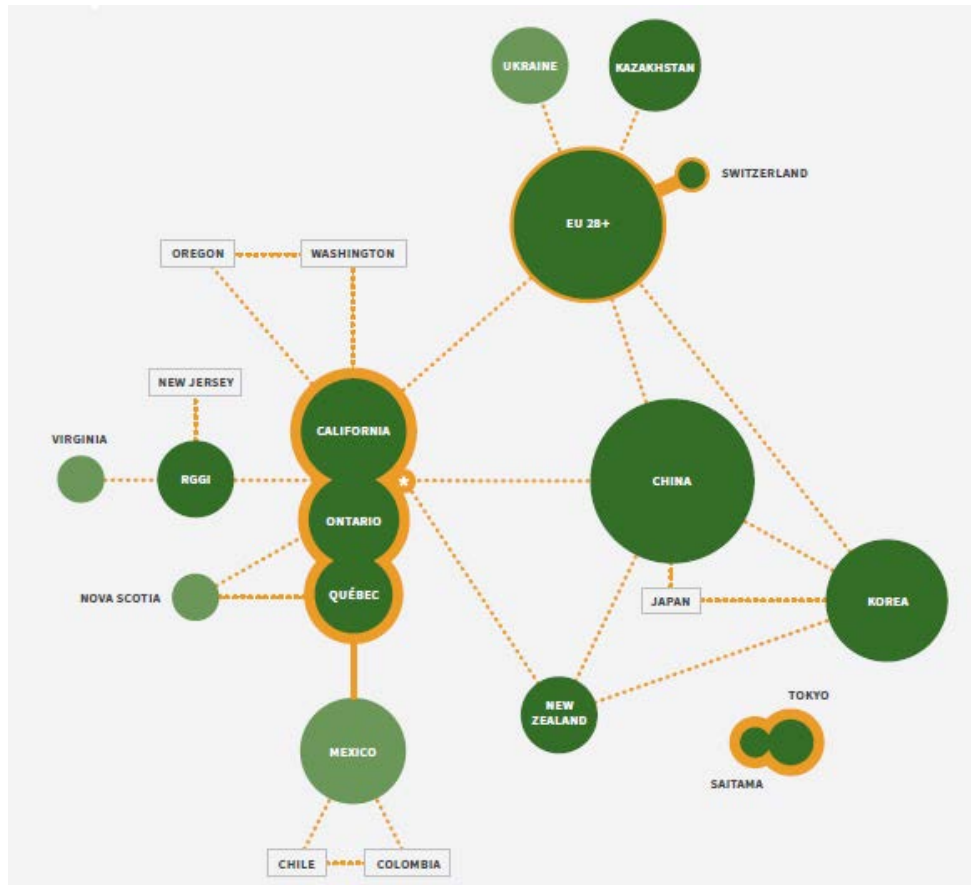 UKRAINE
KAZAKHSTAN
SWITZERLAND
EU 28+
OREGON
WASHINGTON
NEW JERSEY
CALIFORNIA
VIRGINIA
RGGI
CHINA
ONTARIO
NOVA SCOTIA
QUÉBEC
JAPAN
KOREA
NEW
ZEALAND
TOKYO
MEXICO
SAITAMA
CHILE
COLOMBIA